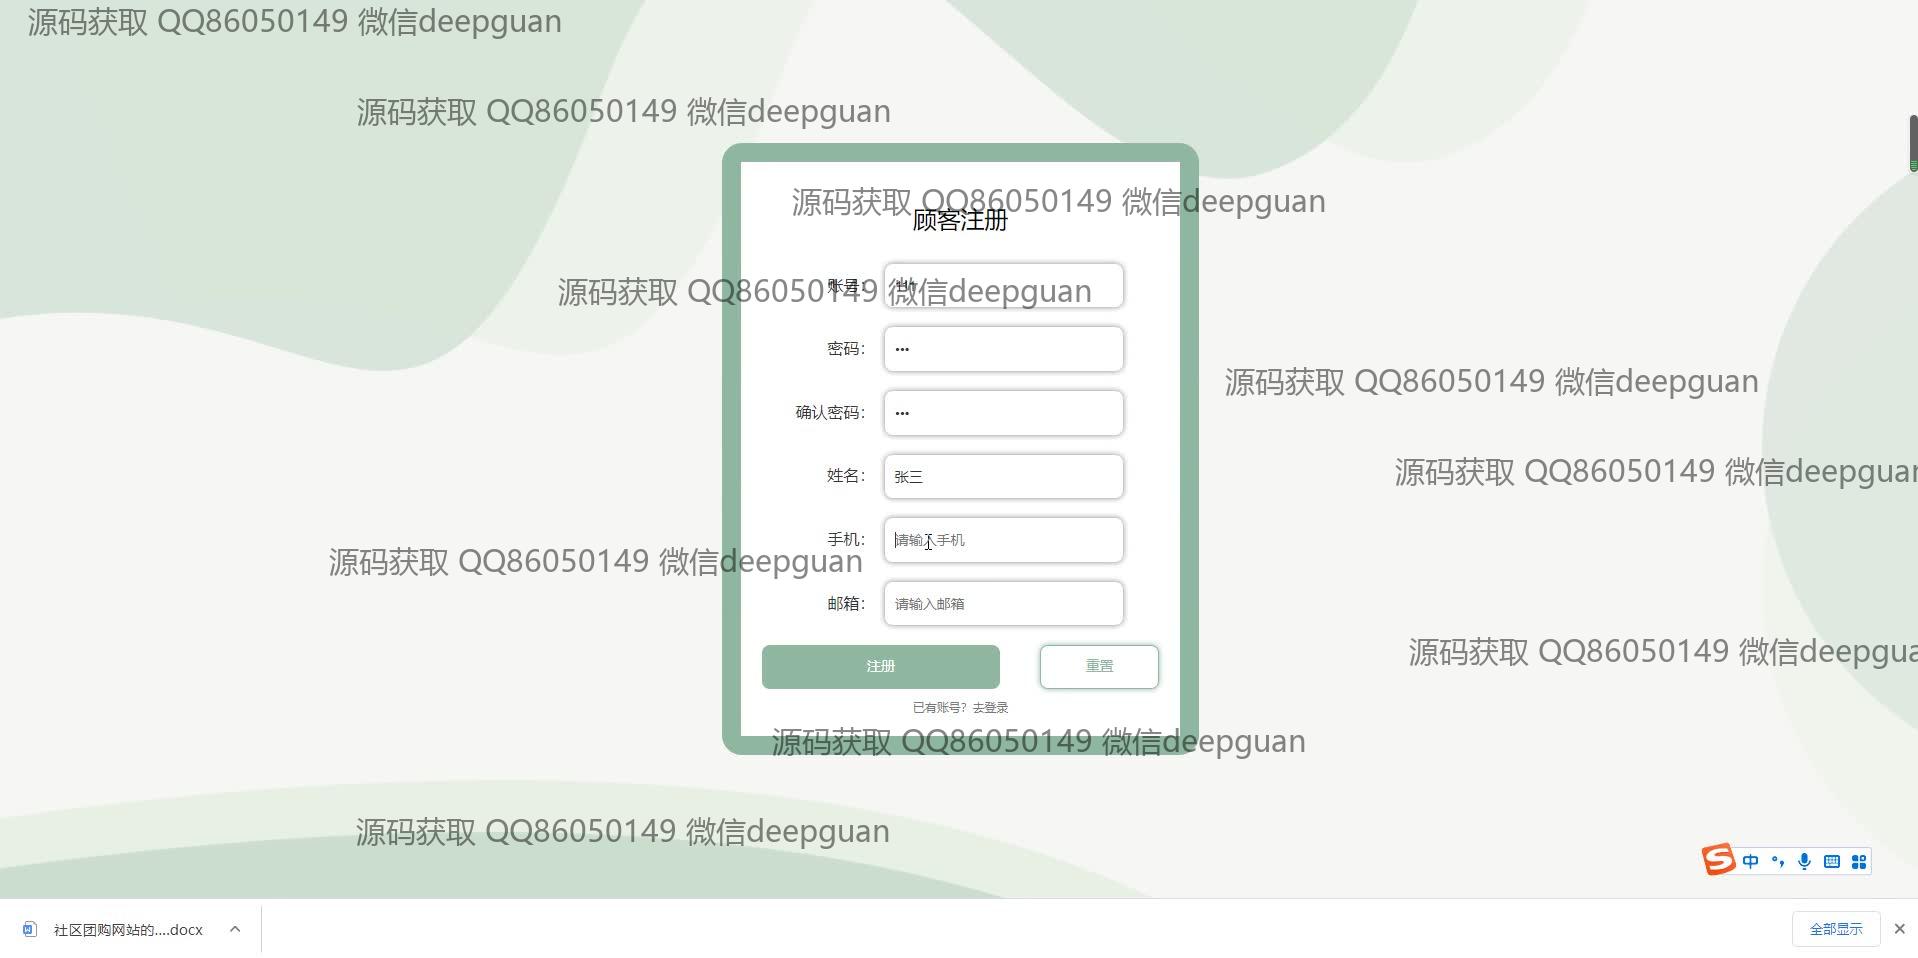 源码获取 QQ86050149 微信deepguan
源码获取 QQ86050149 微信deepguan
源码获取 QQ86050149 微信deepguan
顾客注册
账号：
源码获取 QQ86050149 微信deepguan
密码： •••
源码获取 QQ86050149 微信deepguan
确认密码： •••
姓名： 张三
源码获取 QQ86050149 微信deepguan
手机： 请输入手机
源码获取 QQ86050149 微信deepguan
邮箱： 请输入邮箱
源码获取 QQ86050149 微信deepgua
注册 重置
已有账号？去登录
源码获取 QQ86050149 微信deepguan
源码获取 QQ86050149 微信deepguan
中
社区团购网站的....docx
全部显示